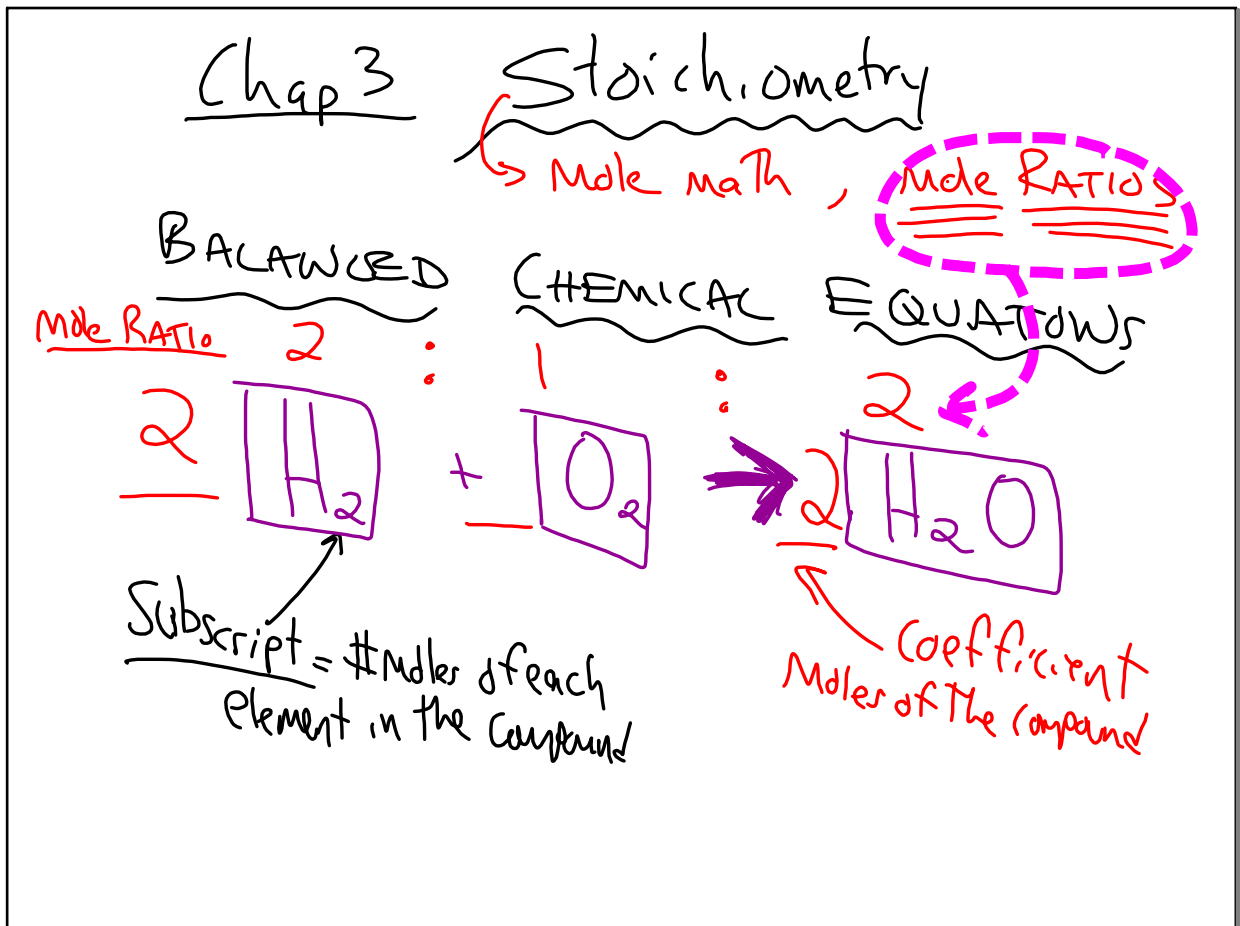 Chap 3 Stoichiometry
Mole math , Mole RATIOS
BALANCED CHEMICAL EQUATIONS
Mole RATIO 2 : 1 : 2
2 H₂ + O₂ → 2 H₂O
Subscript = # Moles of each
element in the Compound
Coefficient
Moles of The Compound